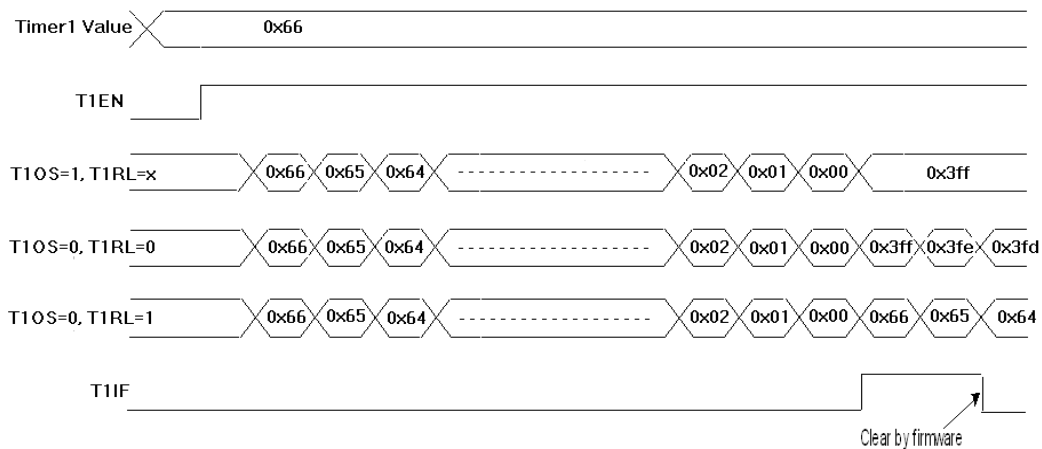 Timer1 Value 0x66
T1EN
T1OS=1, T1RL=x 0x66 0x65 0x64 0x02 0x01 0x00 0x3ff
T1OS=0, T1RL=0 0x66 0x65 0x64 0x02 0x01 0x00 0x3ff 0x3fe 0x3fd
T1OS=0, T1RL=1 0x66 0x65 0x64 0x02 0x01 0x00 0x66 0x65 0x64
T1IF
Clear by firmware